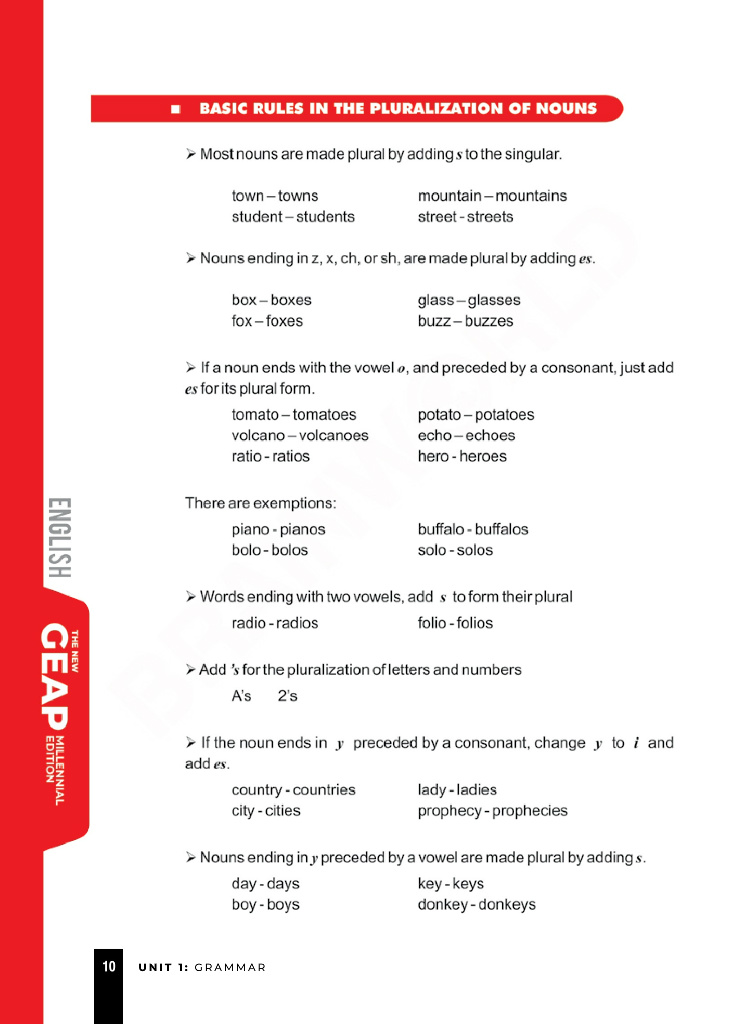 ■ BASIC RULES IN THE PLURALIZATION OF NOUNS
➢ Most nouns are made plural by adding s to the singular.
town – towns mountain – mountains
student – students street - streets
➢ Nouns ending in z, x, ch, or sh, are made plural by adding es.
box – boxes glass – glasses
fox – foxes buzz – buzzes
➢ If a noun ends with the vowel o, and preceded by a consonant, just add
es for its plural form.
tomato – tomatoes potato – potatoes
volcano – volcanoes echo – echoes
ratio - ratios hero - heroes
There are exemptions:
piano - pianos buffalo - buffalos
bolo - bolos solo - solos
➢ Words ending with two vowels, add s to form their plural
radio - radios folio - folios
➢ Add 's for the pluralization of letters and numbers
A's 2's
➢ If the noun ends in y preceded by a consonant, change y to i and
add es.
country - countries lady - ladies
city - cities prophecy - prophecies
➢ Nouns ending in y preceded by a vowel are made plural by adding s.
day - days key - keys
boy - boys donkey - donkeys
ENGLISH
THE NEW
GEAP
MILLENNIAL
EDITION
10 UNIT 1: GRAMMAR